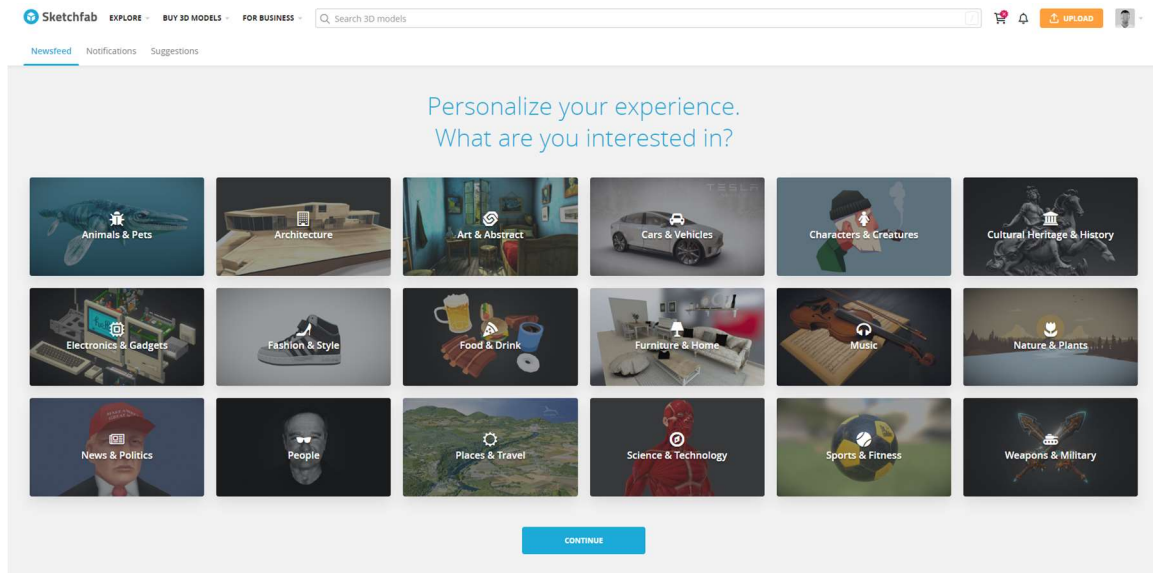 Sketchfab EXPLORE BUY 3D MODELS FOR BUSINESS Search 3D models / UPLOAD
Newsfeed Notifications Suggestions
Personalize your experience.
What are you interested in?
TESLA
Animals & Pets Architecture Art & Abstract Cars & Vehicles Characters & Creatures Cultural Heritage & History
Electronics & Gadgets Fashion & Style Food & Drink Furniture & Home Music Nature & Plants
News & Politics People Places & Travel Science & Technology Sports & Fitness Weapons & Military
CONTINUE